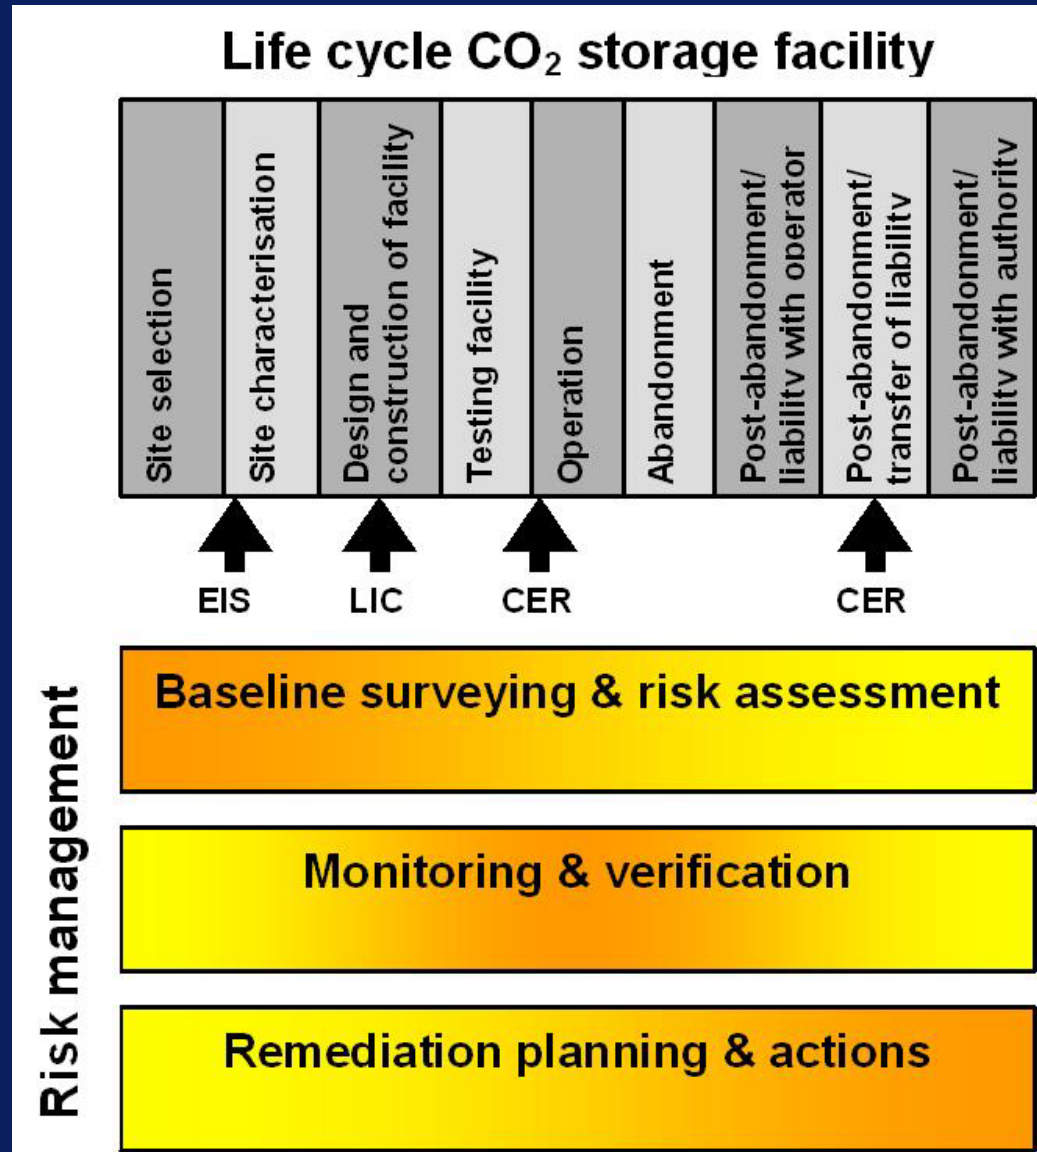 Life cycle CO₂ storage facility
Site selection
Site characterisation
Design and
construction of facility
Testing facility
Operation
Abandonment
Post-abandonment/
liability with operator
Post-abandonment/
transfer of liability
Post-abandonment/
liability with authority
EIS
LIC
CER
CER
Risk management
Baseline surveying & risk assessment
Monitoring & verification
Remediation planning & actions